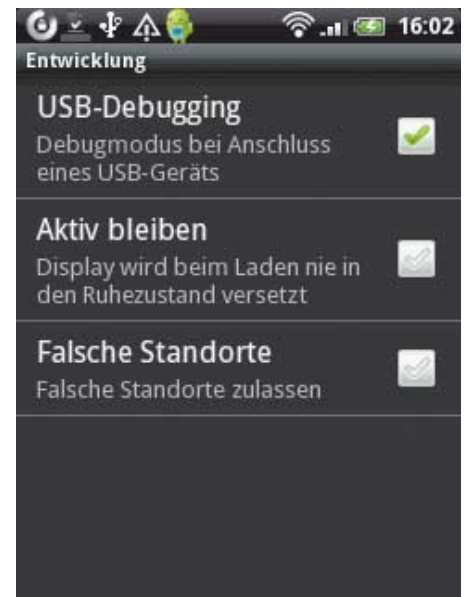 16:02
Entwicklung
USB-Debugging
Debugmodus bei Anschluss
eines USB-Geräts
Aktiv bleiben
Display wird beim Laden nie in
den Ruhezustand versetzt
Falsche Standorte
Falsche Standorte zulassen